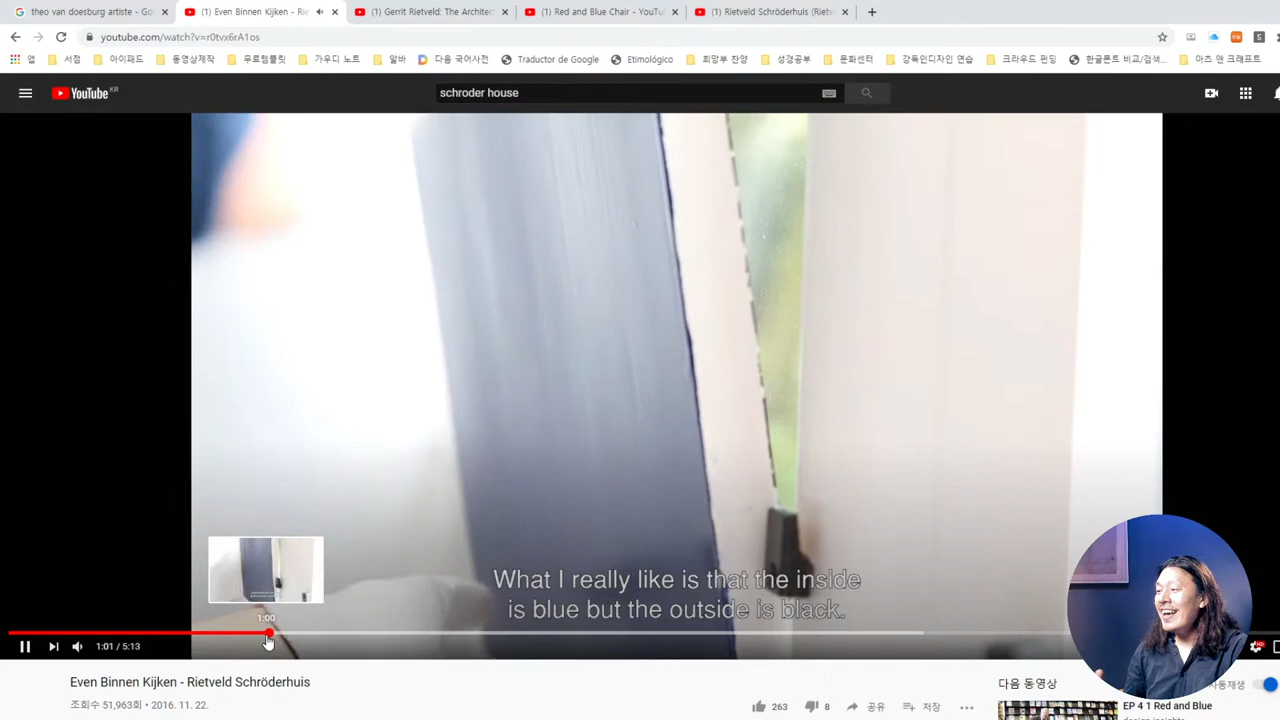 theo van doesburg artiste - Go
(1) Even Binnen Kijken - Rie
(1) Gerrit Rietveld: The Architec
(1) Red and Blue Chair - YouTu
(1) Rietveld Schröderhuis (Rietv
youtube.com/watch?v=r0tvx6rA1os
앱 서점 아이패드 동영상제작 무료템플릿 가우디 노트 알바 다음 국어사전 Traductor de Google Etimológico 희망부 찬양 성경공부 문화센터 강독인디자인 연습 크라우드 펀딩 한글폰트 비교/검색... 아츠 앤 크래프트
YouTube KR
schroder house
What I really like is that the inside
is blue but the outside is black.
1:00
1:01 / 5:13
HD
Even Binnen Kijken - Rietveld Schröderhuis
조회수 51,963회 • 2016. 11. 22.
263 8 공유 저장
다음 동영상
자동재생
EP 4 1 Red and Blue